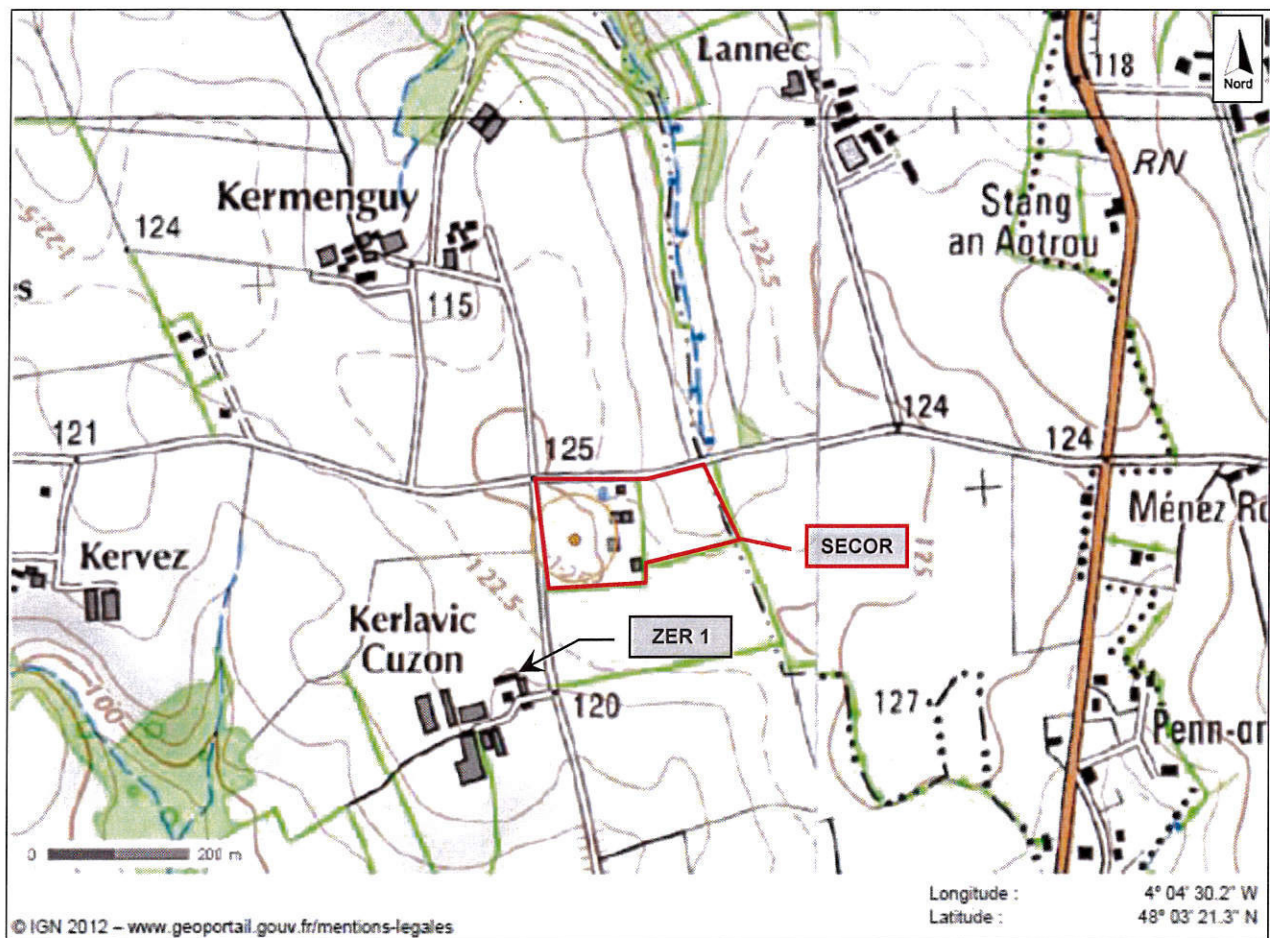 Lannec
118
Nord
RN
Kermenguy
Stang
an Aotrou
124
122.5
122.5
s
115
124
121
125
124
Ménez Ro
SECOR
125
Kervez
122.5
Kerlavic
Cuzon
ZER 1
100
120
127
Penn-ar
0 200 m
Longitude : 4° 04' 30.2" W
Latitude : 48° 03' 21.3" N
© IGN 2012 – www.geoportail.gouv.fr/mentions-legales